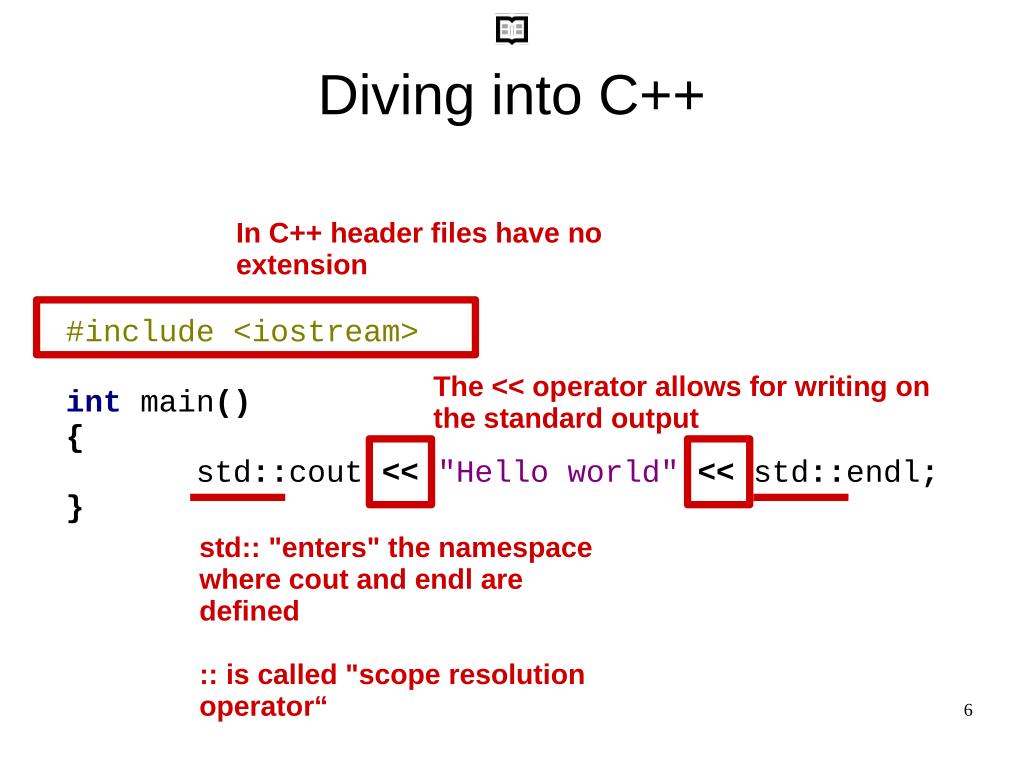 Diving into C++
In C++ header files have no
extension
#include <iostream>
The << operator allows for writing on
the standard output
int main()
{
std::cout << "Hello world" << std::endl;
}
std:: "enters" the namespace
where cout and endl are
defined
:: is called "scope resolution
operator“
6